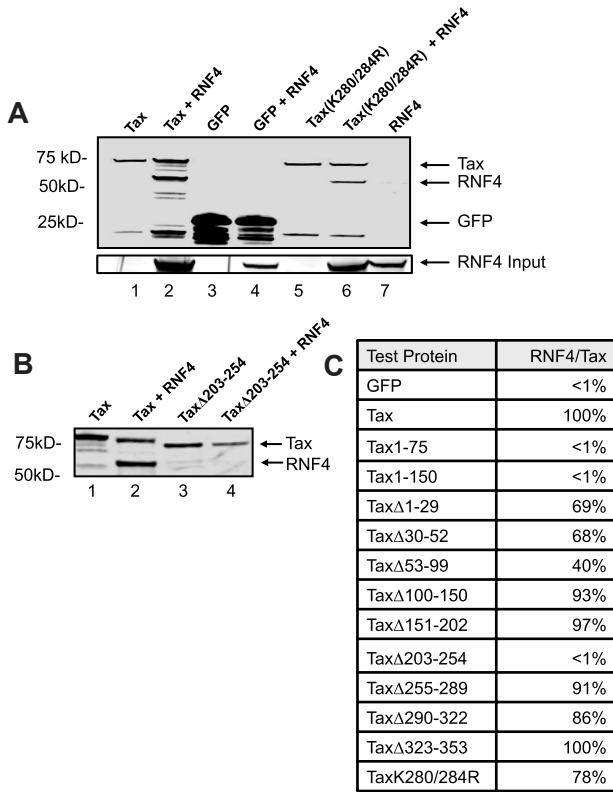 A
Tax
Tax + RNF4
GFP
GFP + RNF4
Tax(K280/284R)
Tax(K280/284R) + RNF4
RNF4
75 kD-
50kD-
25kD-
Tax
RNF4
GFP
RNF4 Input
1 2 3 4 5 6 7
B
Tax
Tax + RNF4
TaxΔ203-254
TaxΔ203-254 + RNF4
75kD-
50kD-
Tax
RNF4
1 2 3 4
C
Test Protein RNF4/Tax
GFP <1%
Tax 100%
Tax1-75 <1%
Tax1-150 <1%
TaxΔ1-29 69%
TaxΔ30-52 68%
TaxΔ53-99 40%
TaxΔ100-150 93%
TaxΔ151-202 97%
TaxΔ203-254 <1%
TaxΔ255-289 91%
TaxΔ290-322 86%
TaxΔ323-353 100%
TaxK280/284R 78%